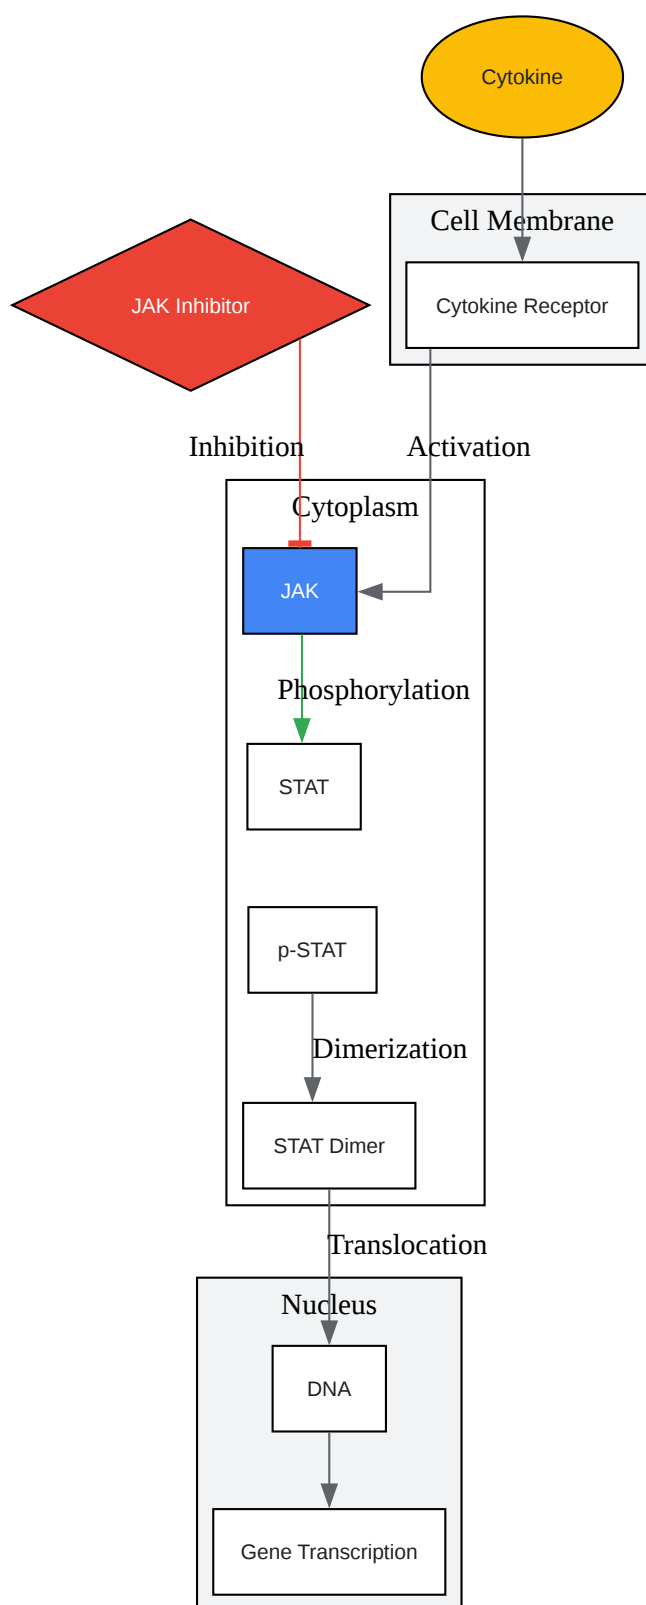 Cytokine
Cell Membrane
JAK Inhibitor
Cytokine Receptor
Inhibition
Activation
Cytoplasm
JAK
Phosphorylation
STAT
p-STAT
Dimerization
STAT Dimer
Translocation
Nucleus
DNA
Gene Transcription